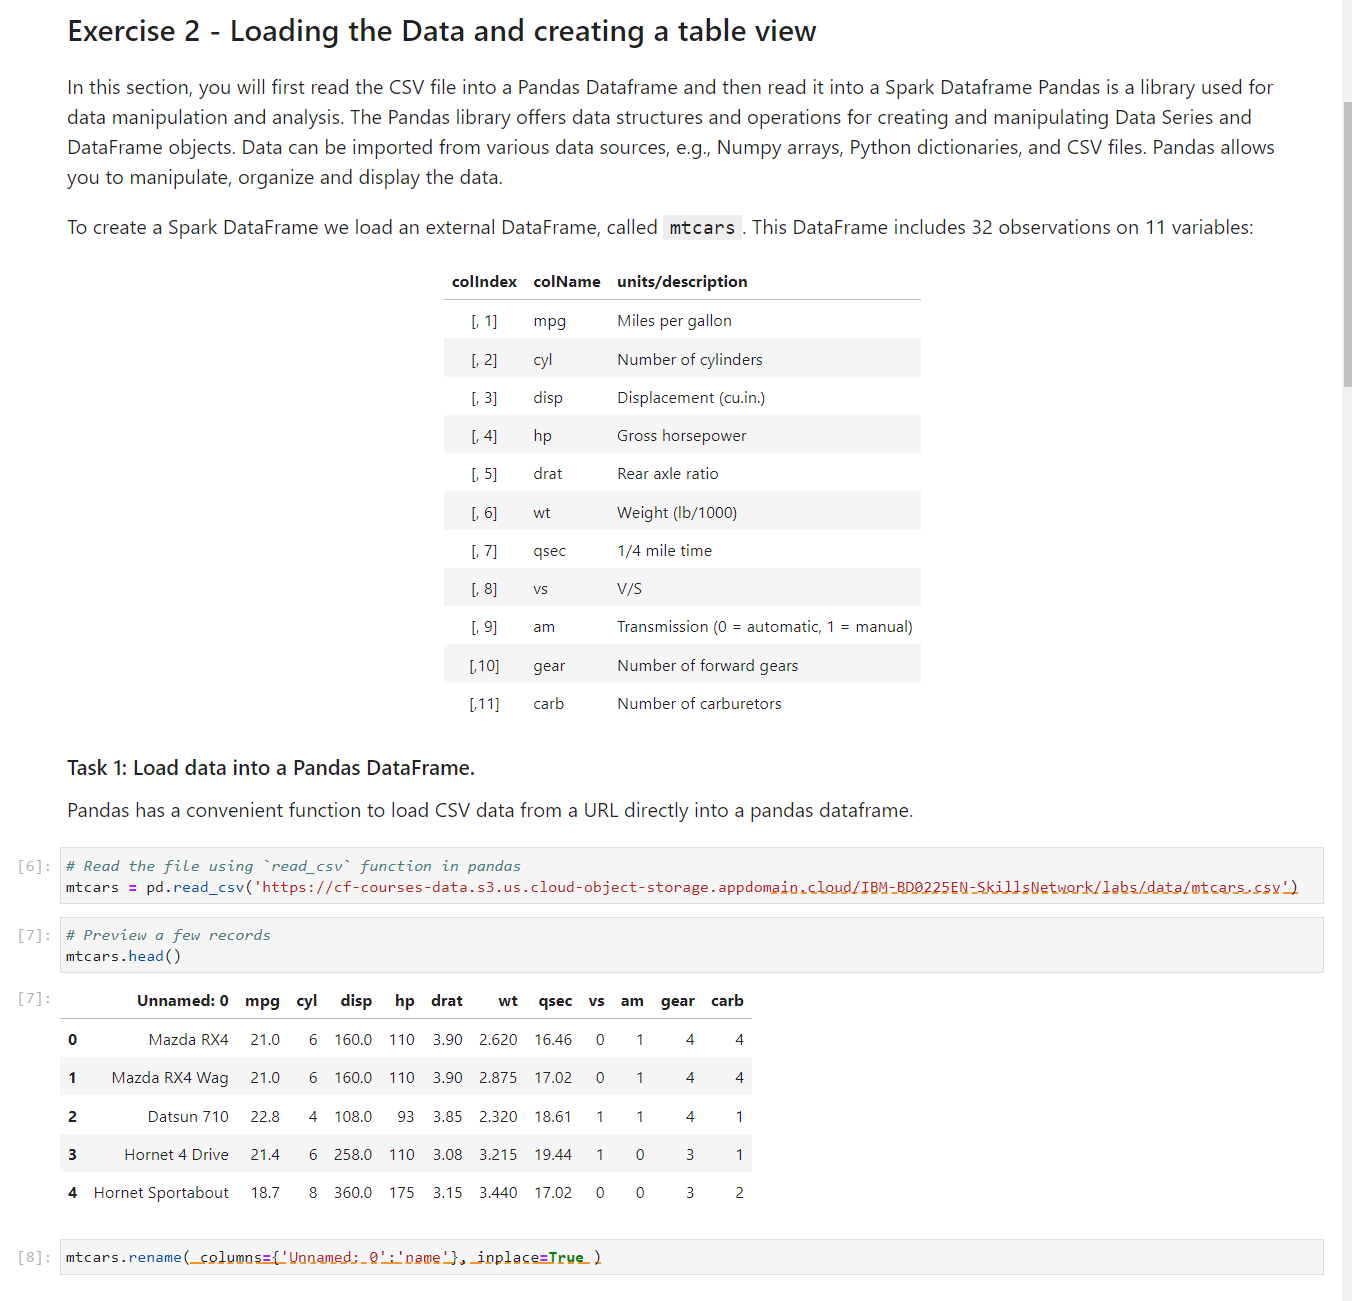 Exercise 2 - Loading the Data and creating a table view
In this section, you will first read the CSV file into a Pandas Dataframe and then read it into a Spark Dataframe Pandas is a library used for
data manipulation and analysis. The Pandas library offers data structures and operations for creating and manipulating Data Series and
DataFrame objects. Data can be imported from various data sources, e.g., Numpy arrays, Python dictionaries, and CSV files. Pandas allows
you to manipulate, organize and display the data.
To create a Spark DataFrame we load an external DataFrame, called mtcars . This DataFrame includes 32 observations on 11 variables:
colIndex colName units/description
[, 1] mpg Miles per gallon
[, 2] cyl Number of cylinders
[, 3] disp Displacement (cu.in.)
[, 4] hp Gross horsepower
[, 5] drat Rear axle ratio
[, 6] wt Weight (lb/1000)
[, 7] qsec 1/4 mile time
[, 8] vs V/S
[, 9] am Transmission (0 = automatic, 1 = manual)
[,10] gear Number of forward gears
[,11] carb Number of carburetors
Task 1: Load data into a Pandas DataFrame.
Pandas has a convenient function to load CSV data from a URL directly into a pandas dataframe.
[6]: # Read the file using `read_csv` function in pandas
mtcars = pd.read_csv('https://cf-courses-data.s3.us.cloud-object-storage.appdomain.cloud/IBM-BD0225EN-SkillsNetwork/labs/data/mtcars.csv')
[7]: # Preview a few records
mtcars.head()
[7]: Unnamed: 0 mpg cyl disp hp drat wt qsec vs am gear carb
0 Mazda RX4 21.0 6 160.0 110 3.90 2.620 16.46 0 1 4 4
1 Mazda RX4 Wag 21.0 6 160.0 110 3.90 2.875 17.02 0 1 4 4
2 Datsun 710 22.8 4 108.0 93 3.85 2.320 18.61 1 1 4 1
3 Hornet 4 Drive 21.4 6 258.0 110 3.08 3.215 19.44 1 0 3 1
4 Hornet Sportabout 18.7 8 360.0 175 3.15 3.440 17.02 0 0 3 2
[8]: mtcars.rename( columns={'Unnamed: 0':'name'}, inplace=True )